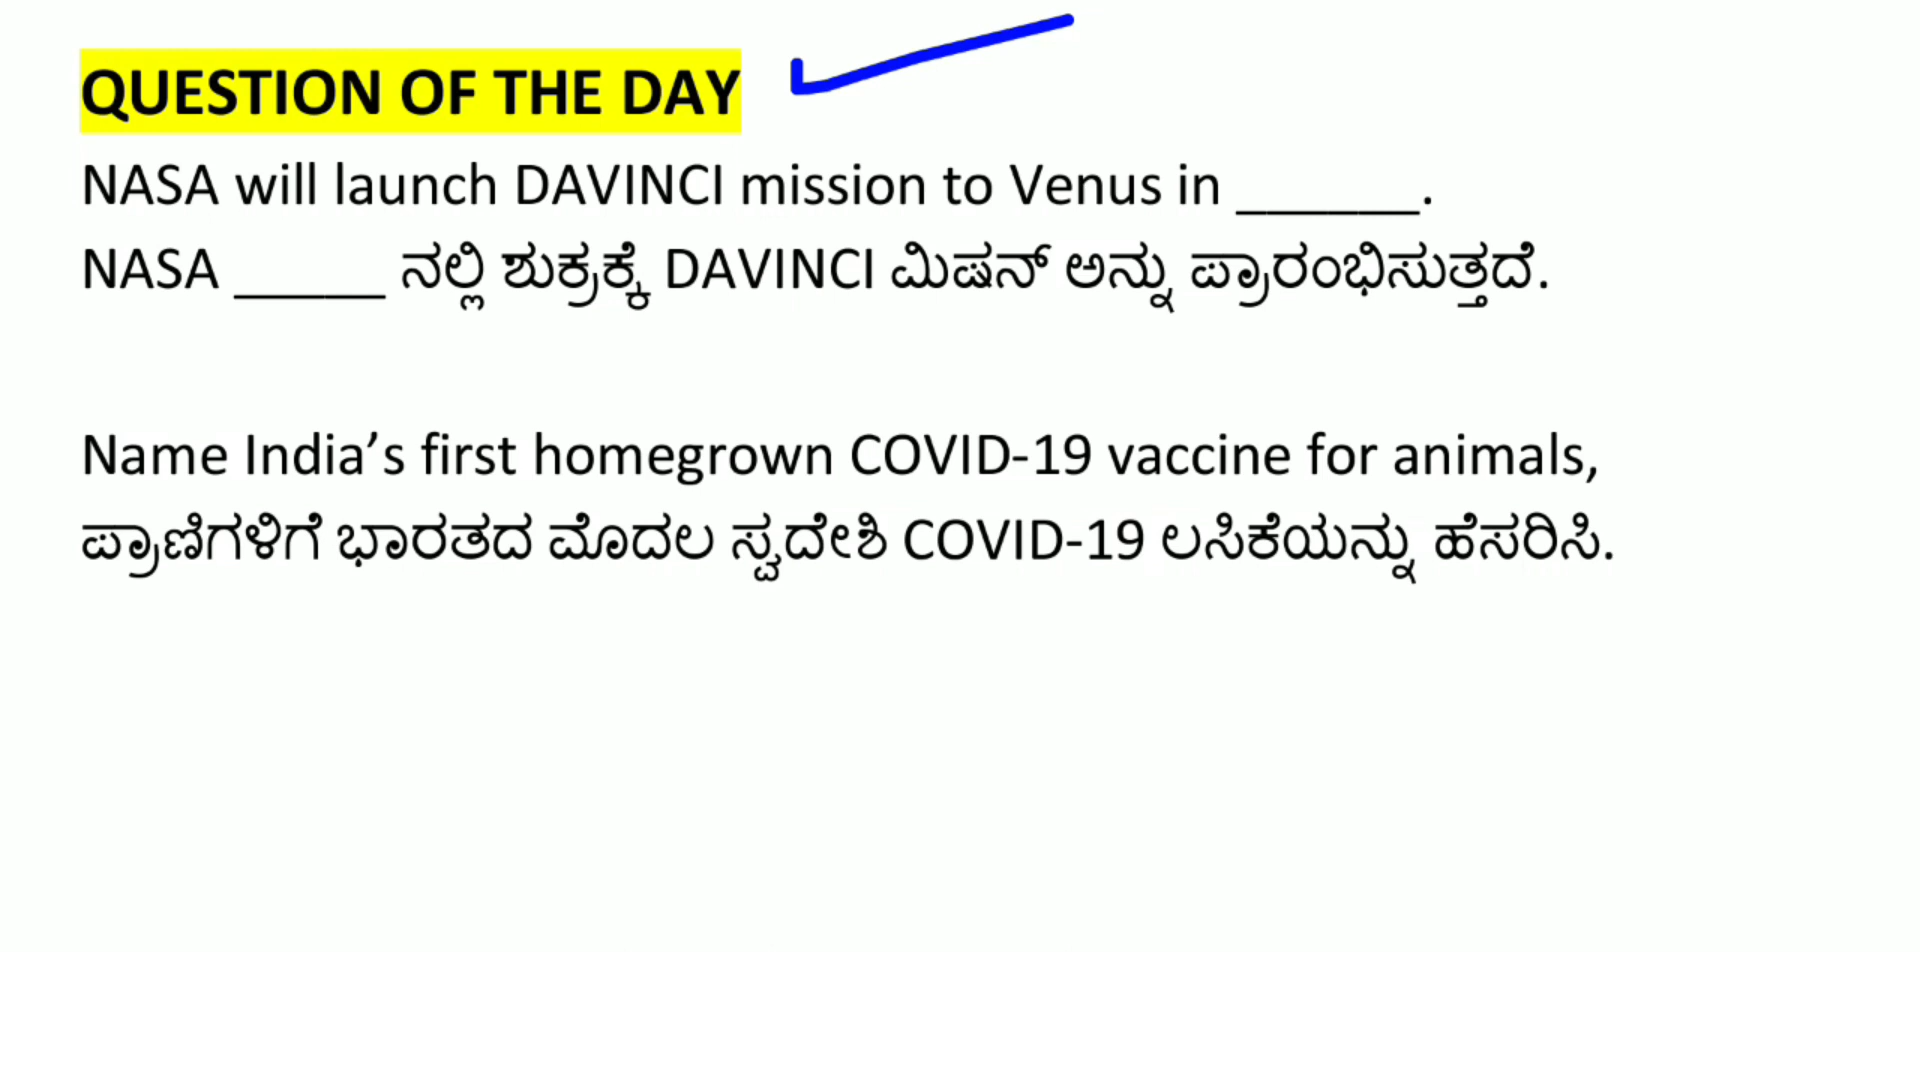 QUESTION OF THE DAY
NASA will launch DAVINCI mission to Venus in ______.
NASA _____ ನಲ್ಲಿ ಶುಕ್ರಕ್ಕೆ DAVINCI ಮಿಷನ್ ಅನ್ನು ಪ್ರಾರಂಭಿಸುತ್ತದೆ.
Name India’s first homegrown COVID-19 vaccine for animals,
ಪ್ರಾಣಿಗಳಿಗೆ ಭಾರತದ ಮೊದಲ ಸ್ವದೇಶಿ COVID-19 ಲಸಿಕೆಯನ್ನು ಹೆಸರಿಸಿ.